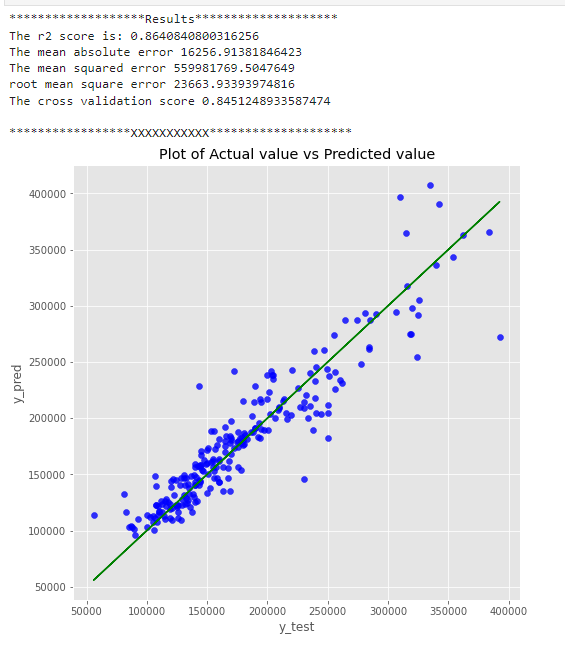 *******************Results********************
The r2 score is: 0.8640840800316256
The mean absolute error 16256.91381846423
The mean squared error 559981769.5047649
root mean square error 23663.93393974816
The cross validation score 0.8451248933587474
*****************XXXXXXXXXXX********************
Plot of Actual value vs Predicted value
400000
350000
300000
250000
200000
150000
100000
50000
y_pred
50000 100000 150000 200000 250000 300000 350000 400000
y_test